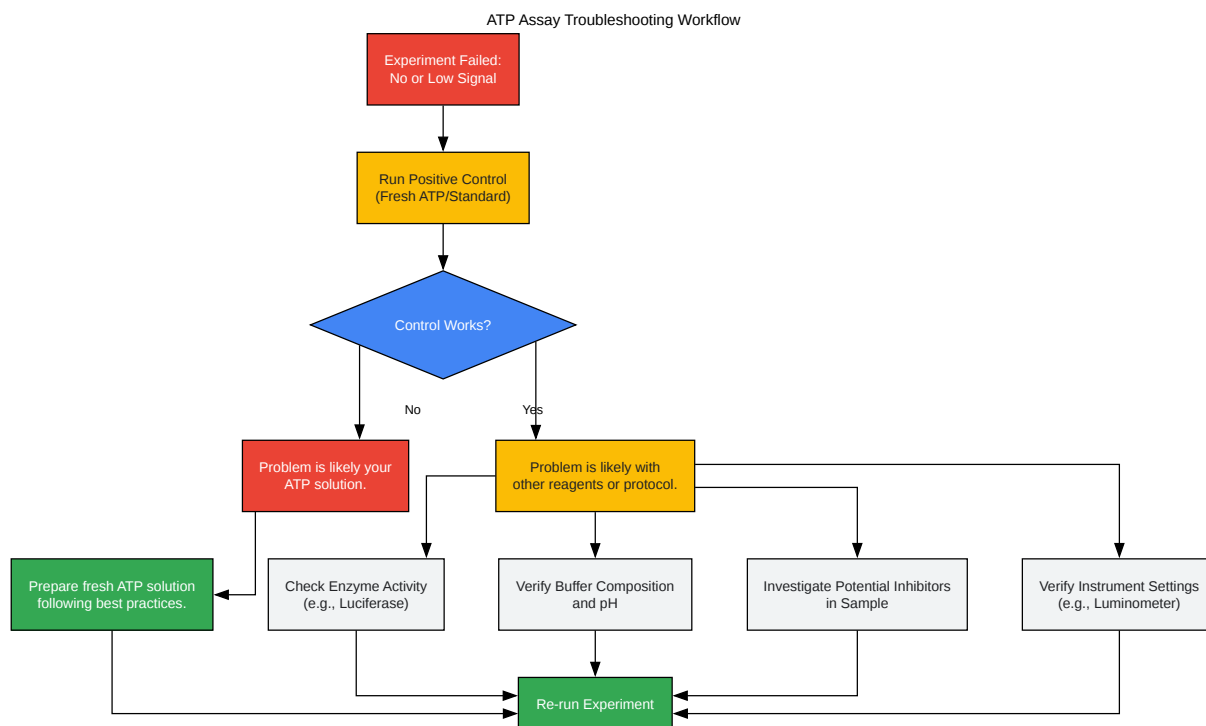 ATP Assay Troubleshooting Workflow
Experiment Failed:
No or Low Signal
Run Positive Control
(Fresh ATP/Standard)
Control Works?
No
Yes
Problem is likely your
ATP solution.
Problem is likely with
other reagents or protocol.
Prepare fresh ATP solution
following best practices.
Check Enzyme Activity
(e.g., Luciferase)
Verify Buffer Composition
and pH
Investigate Potential Inhibitors
in Sample
Verify Instrument Settings
(e.g., Luminometer)
Re-run Experiment